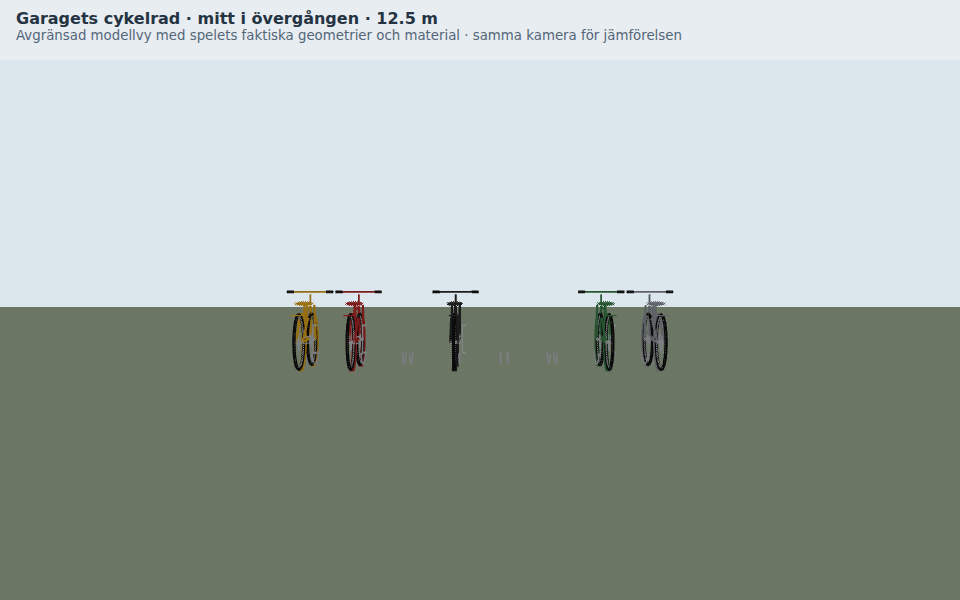 Garagets cykelrad · mitt i övergången · 12.5 m
Avgränsad modellvy med spelets faktiska geometrier och material · samma kamera för jämförelsen